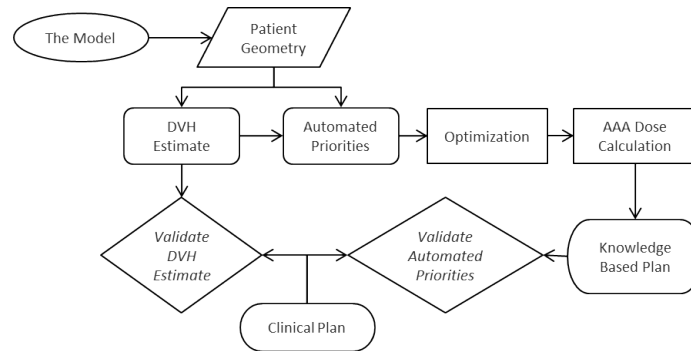 The Model
Patient
Geometry
DVH
Estimate
Automated
Priorities
Optimization
AAA Dose
Calculation
Validate
DVH
Estimate
Validate
Automated
Priorities
Knowledge
Based Plan
Clinical Plan